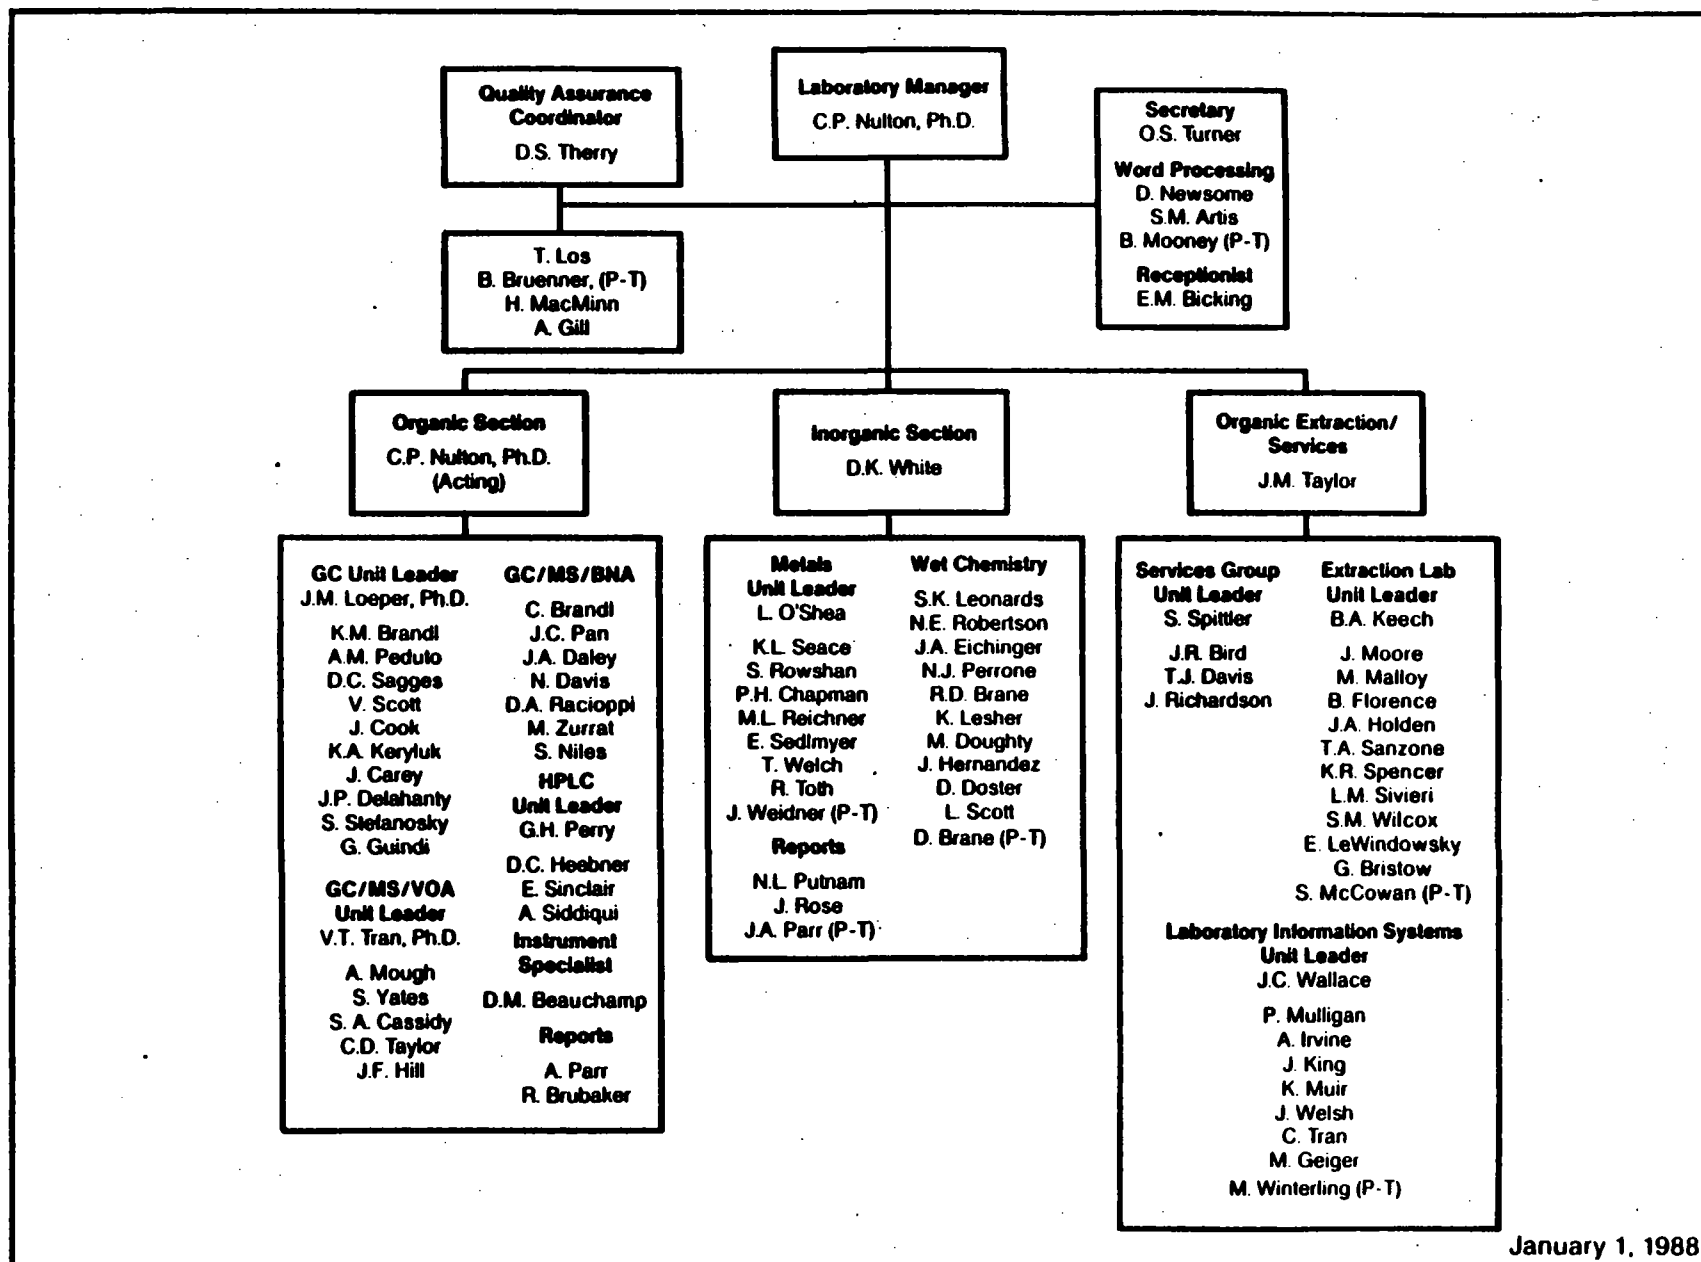 Quality Assurance
Coordinator
D.S. Therry
Laboratory Manager
C.P. Nulton, Ph.D.
Secretary
O.S. Turner
Word Processing
D. Newsome
S.M. Artis
B. Mooney (P-T)
Receptionist
E.M. Bicking
T. Los
B. Bruenner, (P-T)
H. MacMinn
A. Gill
Organic Section
C.P. Nulton, Ph.D.
(Acting)
Inorganic Section
D.K. White
Organic Extraction/
Services
J.M. Taylor
GC Unit Leader
J.M. Loeper, Ph.D.
K.M. Brandl
A.M. Peduto
D.C. Sagges
V. Scott
J. Cook
K.A. Keryluk
J. Carey
J.P. Delahanty
S. Stefanosky
G. Guindi
GC/MS/VOA
Unit Leader
V.T. Tran, Ph.D.
A. Mough
S. Yates
S. A. Cassidy
C.D. Taylor
J.F. Hill
GC/MS/BNA
C. Brandl
J.C. Pan
J.A. Daley
N. Davis
D.A. Racioppi
M. Zurrat
S. Niles
HPLC
Unit Leader
G.H. Perry
D.C. Heebner
E. Sinclair
A. Siddiqui
Instrument
Specialist
D.M. Beauchamp
Reports
A. Parr
R. Brubaker
Metals
Unit Leader
L. O'Shea
K.L. Seace
S. Rowshan
P.H. Chapman
M.L. Reichner
E. Sedlmyer
T. Welch
R. Toth
J. Weidner (P-T)
Reports
N.L. Putnam
J. Rose
J.A. Parr (P-T)
Wet Chemistry
S.K. Leonards
N.E. Robertson
J.A. Eichinger
N.J. Perrone
R.D. Brane
K. Lesher
M. Doughty
J. Hernandez
D. Doster
L. Scott
D. Brane (P-T)
Services Group
Unit Leader
S. Spittler
J.R. Bird
T.J. Davis
J. Richardson
Extraction Lab
Unit Leader
B.A. Keech
J. Moore
M. Malloy
B. Florence
J.A. Holden
T.A. Sanzone
K.R. Spencer
L.M. Sivieri
S.M. Wilcox
E. LeWindowsky
G. Bristow
S. McCowan (P-T)
Laboratory Information Systems
Unit Leader
J.C. Wallace
P. Mulligan
A. Irvine
J. King
K. Muir
J. Welsh
C. Tran
M. Geiger
M. Winterling (P-T)
January 1, 1988